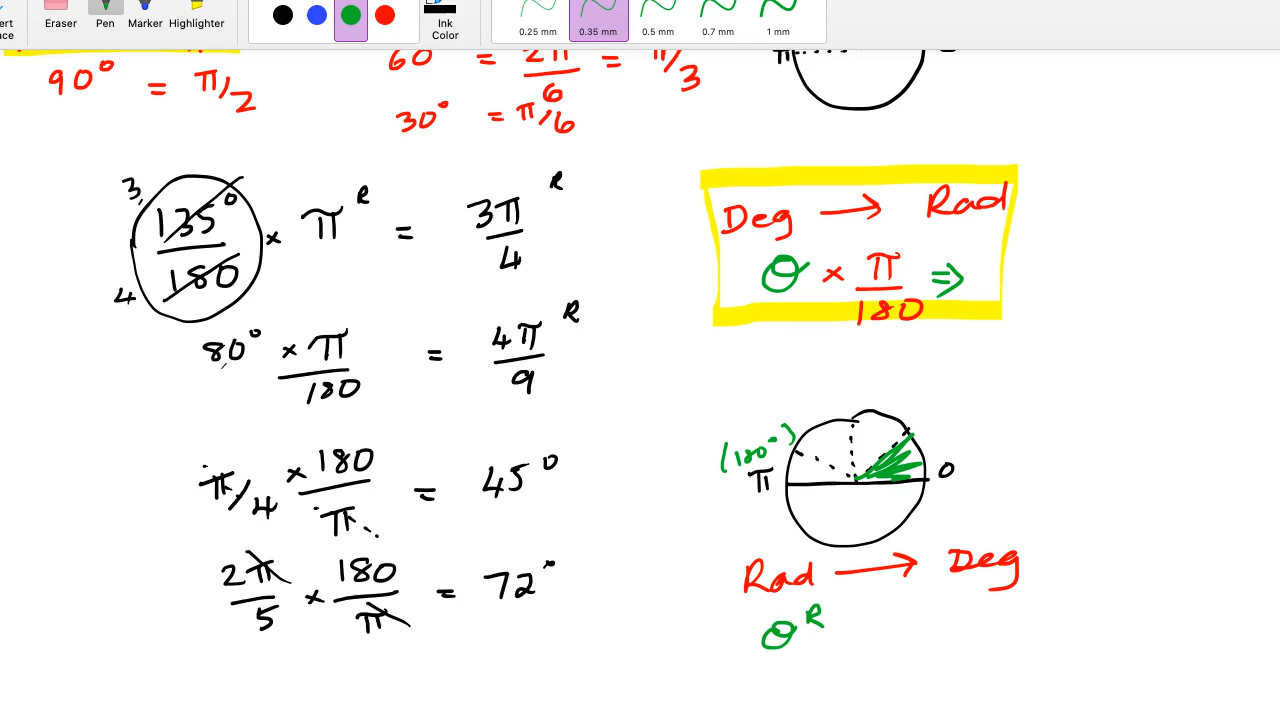 Eraser Pen Marker Highlighter
Ink
Color
0.25 mm 0.35 mm 0.5 mm 0.7 mm 1 mm
90° = π/2
60° = 2π/6 = π/3
30° = π/6
π
3
135°/180 × π^R = 3π/4 ^R
4
80° × π/180 = 4π/9 ^R
π/4 × 180/π = 45°
2π/5 × 180/π = 72°
Deg → Rad
θ × π/180 ⇒
(180°)
π 0
Rad → Deg
θ^R